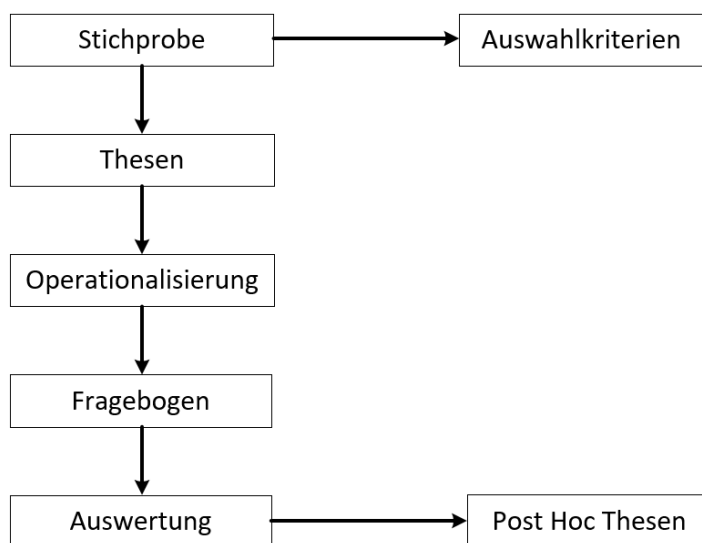 Stichprobe
Auswahlkriterien
Thesen
Operationalisierung
Fragebogen
Auswertung
Post Hoc Thesen